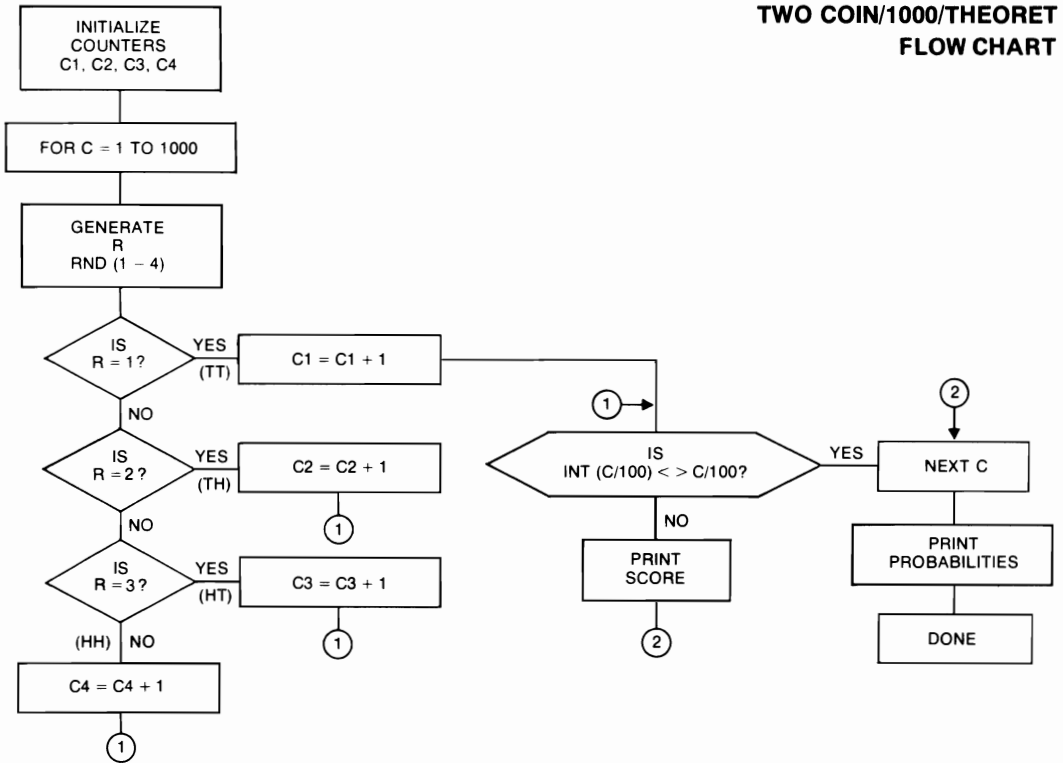 TWO COIN/1000/THEORET
FLOW CHART
INITIALIZE
COUNTERS
C1, C2, C3, C4
FOR C = 1 TO 1000
GENERATE
R
RND (1 – 4)
IS
R = 1?
YES
(TT)
C1 = C1 + 1
NO
IS
R = 2?
YES
(TH)
C2 = C2 + 1
1
NO
IS
R = 3?
YES
(HT)
C3 = C3 + 1
1
(HH) NO
C4 = C4 + 1
1
1
IS
INT (C/100) < > C/100?
NO
PRINT
SCORE
2
YES
2
NEXT C
PRINT
PROBABILITIES
DONE